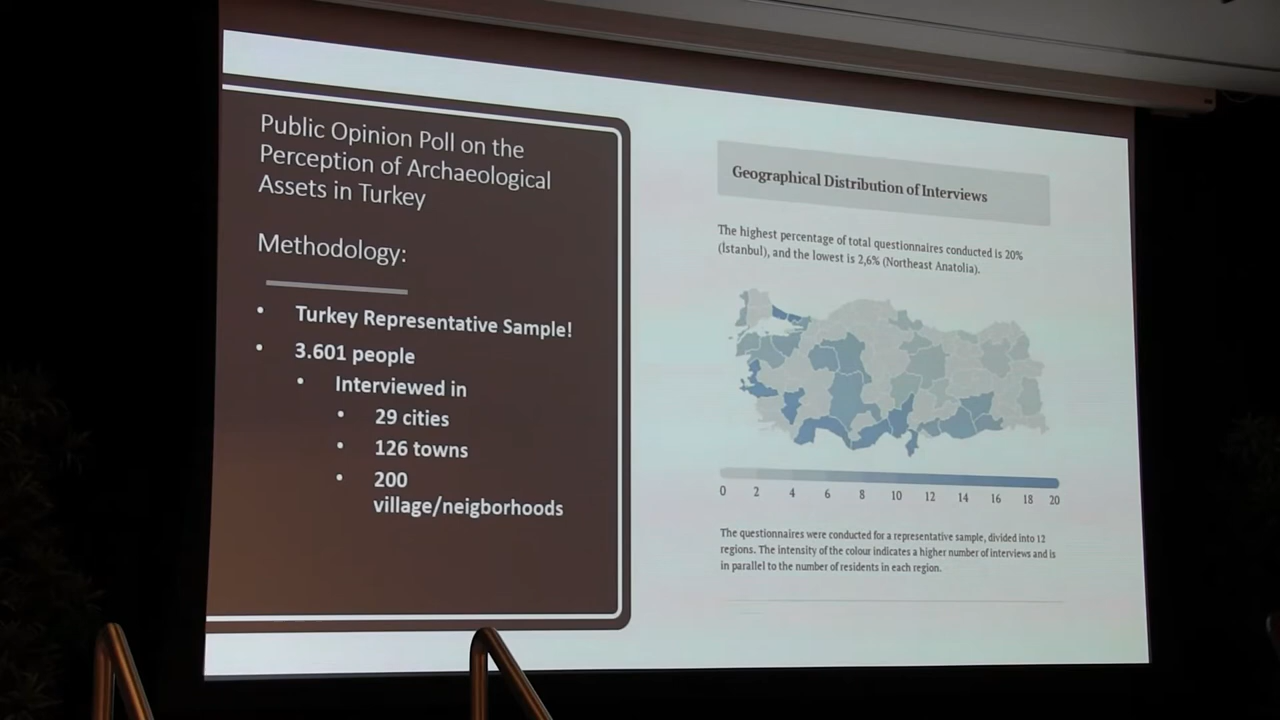 Public Opinion Poll on the
Perception of Archaeological
Assets in Turkey
Methodology:
• Turkey Representative Sample!
• 3.601 people
• Interviewed in
• 29 cities
• 126 towns
• 200
village/neigborhoods
Geographical Distribution of Interviews
The highest percentage of total questionnaires conducted is 20%
(İstanbul), and the lowest is 2,6% (Northeast Anatolia).
0 2 4 6 8 10 12 14 16 18 20
The questionnaires were conducted for a representative sample, divided into 12
regions. The intensity of the colour indicates a higher number of interviews and is
in parallel to the number of residents in each region.